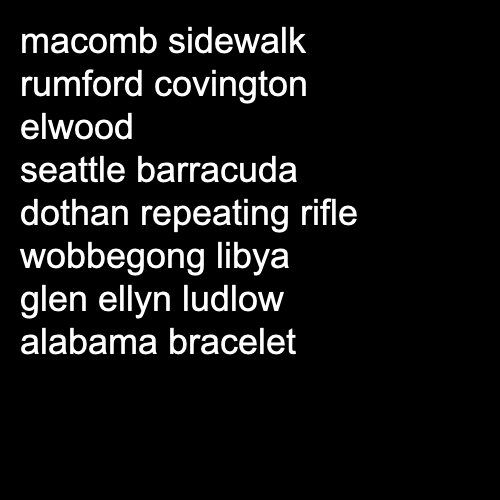 macomb sidewalk
rumford covington
elwood
seattle barracuda
dothan repeating rifle
wobbegong libya
glen ellyn ludlow
alabama bracelet